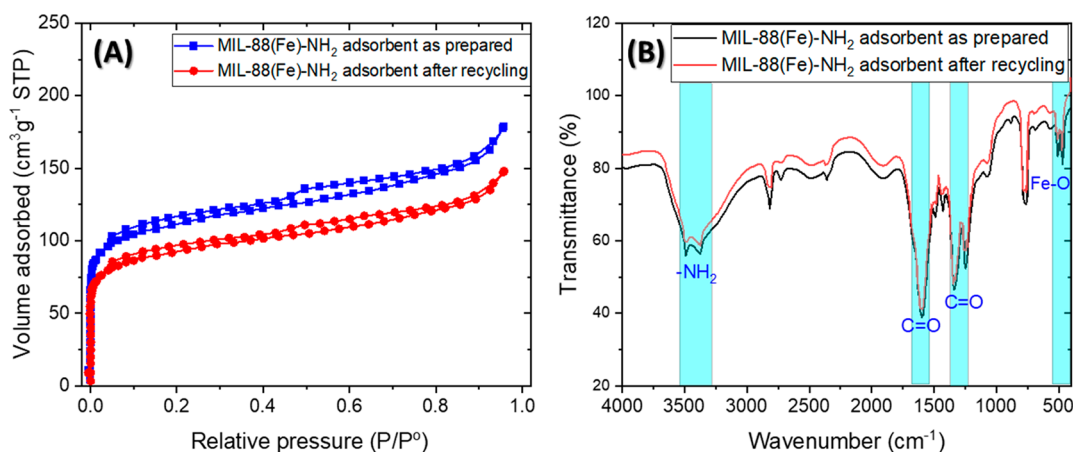 (A)
MIL-88(Fe)-NH₂ adsorbent as prepared
MIL-88(Fe)-NH₂ adsorbent after recycling
Volume adsorbed (cm³g⁻¹ STP)
250
200
150
100
50
0
0.0 0.2 0.4 0.6 0.8 1.0
Relative pressure (P/Pº)
(B)
MIL-88(Fe)-NH₂ adsorbent as prepared
MIL-88(Fe)-NH₂ adsorbent after recycling
Transmittance (%)
120
100
80
60
40
20
-NH₂
C=O
C=O
Fe-O
4000 3500 3000 2500 2000 1500 1000 500
Wavenumber (cm⁻¹)